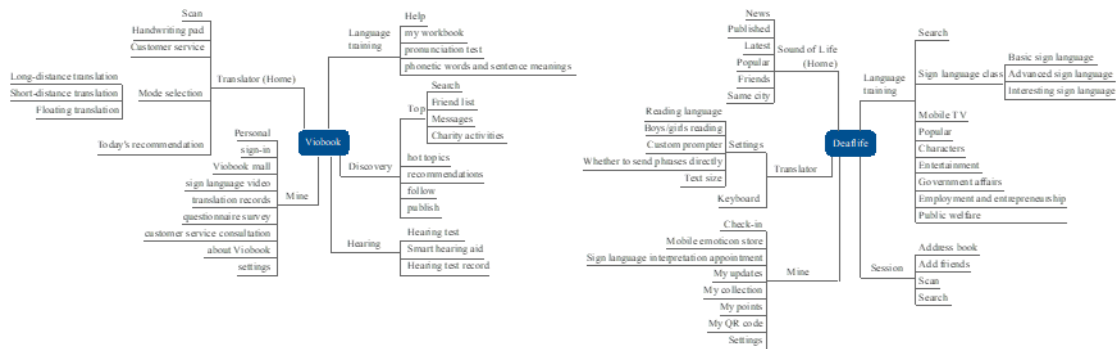 Scan
Handwriting pad
Customer service
Translator (Home)
Long-distance translation
Short-distance translation
Floating translation
Mode selection
Today's recommendation
Personal
sign-in
Viobook mall
sign language video
translation records
Mine
questionnaire survey
customer service consultation
about Viobook
settings
Viobook
Language
training
Help
my workbook
pronunciation test
phonetic words and sentence meanings
Top
Search
Friend list
Messages
Charity activities
Discovery
hot topics
recommendations
follow
publish
Hearing
Hearing test
Smart hearing aid
Hearing test record
News
Published
Latest
Popular
Friends
Same city
Sound of Life
(Home)
Reading language
Boys/girls reading
Custom prompter
Whether to send phrases directly
Text size
Settings
Keyboard
Translator
Check-in
Mobile emoticon store
Sign language interpretation appointment
My updates
My collection
My points
My QR code
Settings
Mine
Deaflife
Language
training
Search
Sign language class
Basic sign language
Advanced sign language
Interesting sign language
Mobile TV
Popular
Characters
Entertainment
Government affairs
Employment and entrepreneurship
Public welfare
Session
Address book
Add friends
Scan
Search